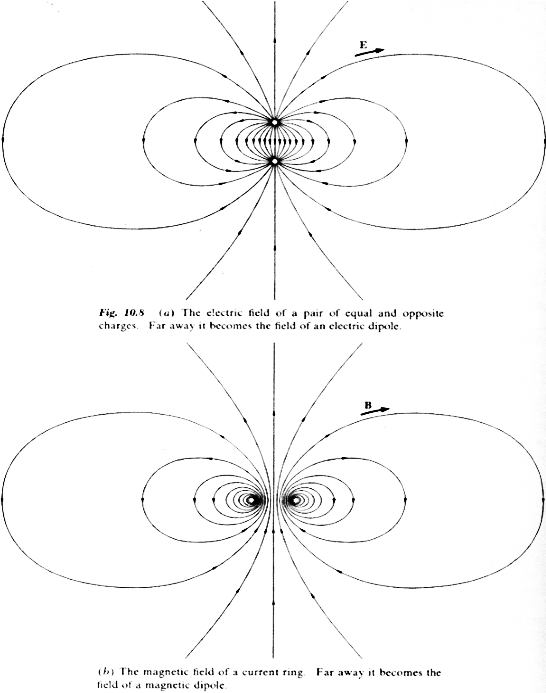 E
Fig. 10.8 (a) The electric field of a pair of equal and opposite
charges. Far away it becomes the field of an electric dipole.
B
(b) The magnetic field of a current ring. Far away it becomes the
field of a magnetic dipole.